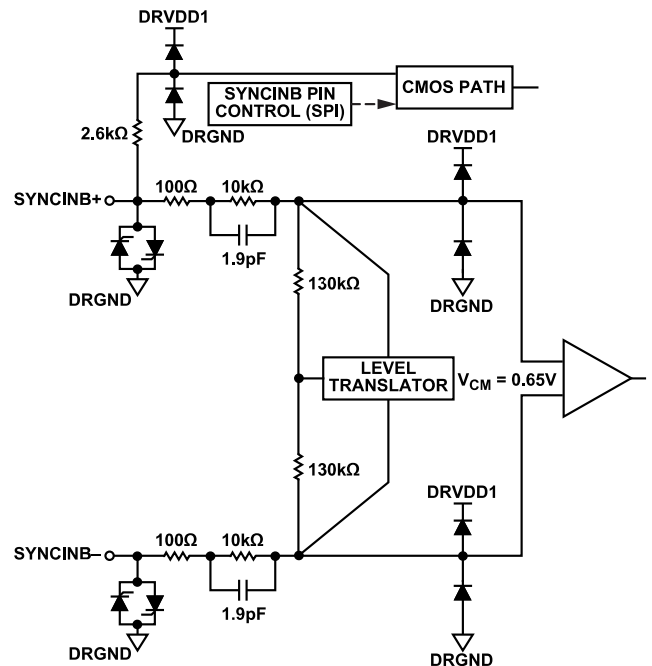 DRVDD1
SYNCINB PIN
CONTROL (SPI)
CMOS PATH
DRGND
2.6kΩ
DRVDD1
SYNCINB+
100Ω
10kΩ
1.9pF
DRGND
DRGND
130kΩ
LEVEL
TRANSLATOR
VCM = 0.65V
130kΩ
DRVDD1
SYNCINB–
100Ω
10kΩ
1.9pF
DRGND
DRGND